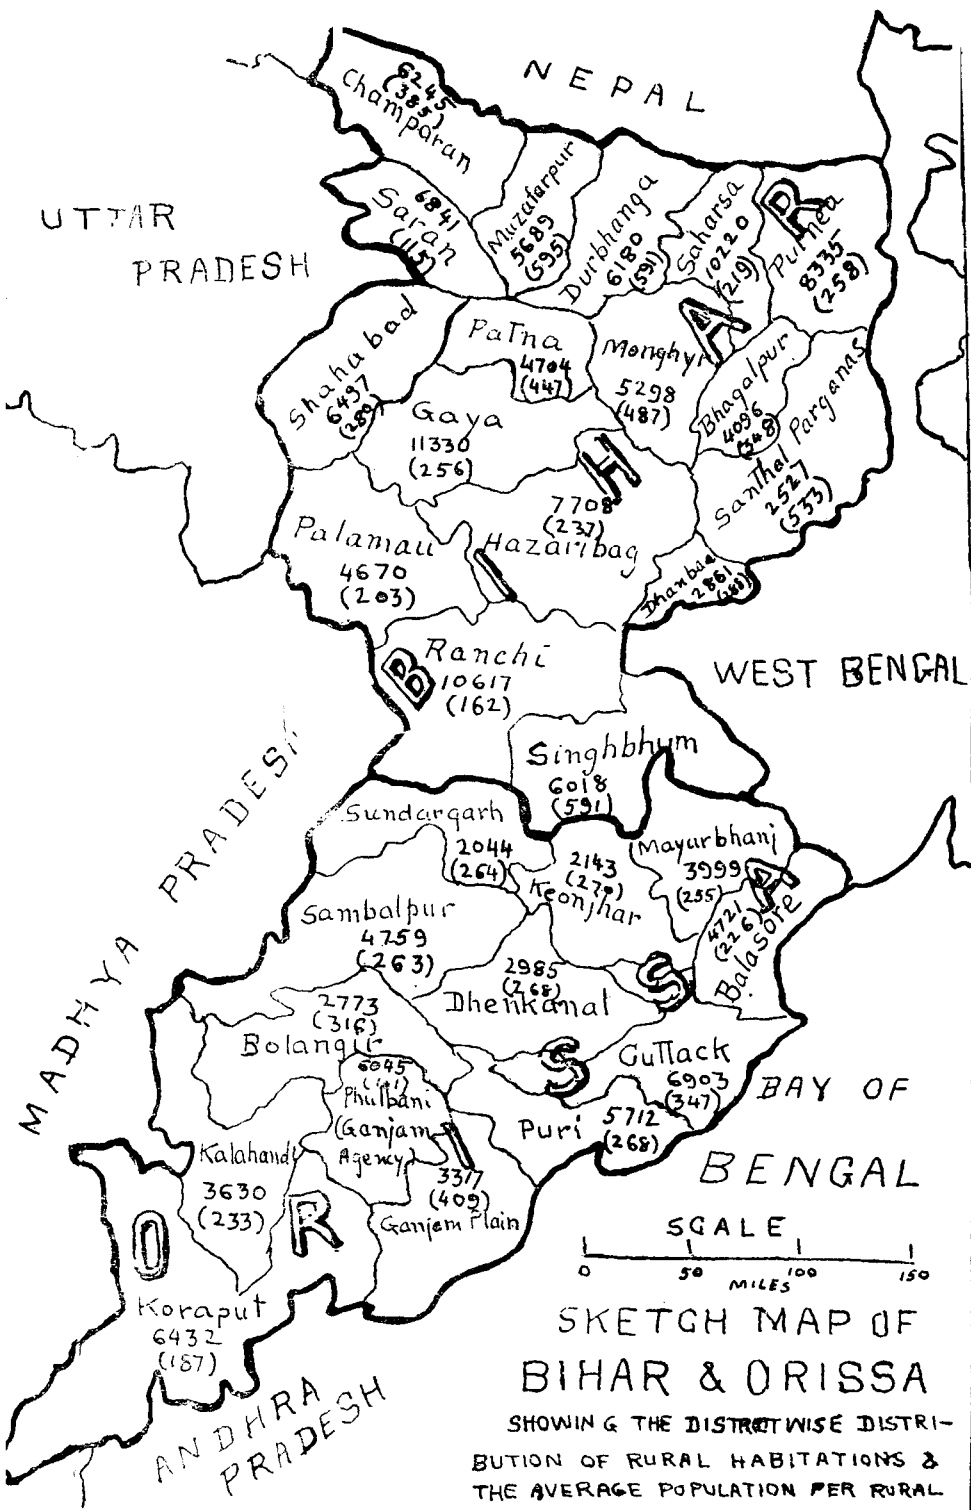 NEPAL
6245
(385)
Champaran
UTTAR
PRADESH
6841
Saran
Muzafarpur
5689
(595)
Durbhanga
6180
(591)
Saharsa
10220
(219)
Purnea
8335
(258)
BIHAR
Shahabad
6497
Patna
4704
(447)
Monghyr
5298
(487)
Bhagalpur
4096
(348)
Santhal Parganas
2527
(533)
Gaya
11330
(256)
7708
(237)
Hazaribag
Palamau
4670
(203)
Dhanbad
2861
Ranchi
10617
(162)
WEST BENGAL
Singhbhum
6018
(591)
MADHYA PRADESH
Sundargarh
2044
(264)
2143
Keonjhar
Mayurbhanj
3999
(255)
4721
(226)
Balasore
Sambalpur
4759
(263)
2985
(268)
Dhenkanal
2773
(316)
Bolangir
Cuttack
6903
(347)
6045
Phulbani
(Ganjam
Agency)
Puri
5712
(268)
3317
(409)
Ganjam Plain
Kalahandi
3630
(233)
ORISSA
Koraput
6432
(187)
BAY OF
BENGAL
ANDHRA
PRADESH
SCALE
0 50 100 150
MILES
SKETCH MAP OF
BIHAR & ORISSA
SHOWING THE DISTRICTWISE DISTRI-
BUTION OF RURAL HABITATIONS &
THE AVERAGE POPULATION PER RURAL